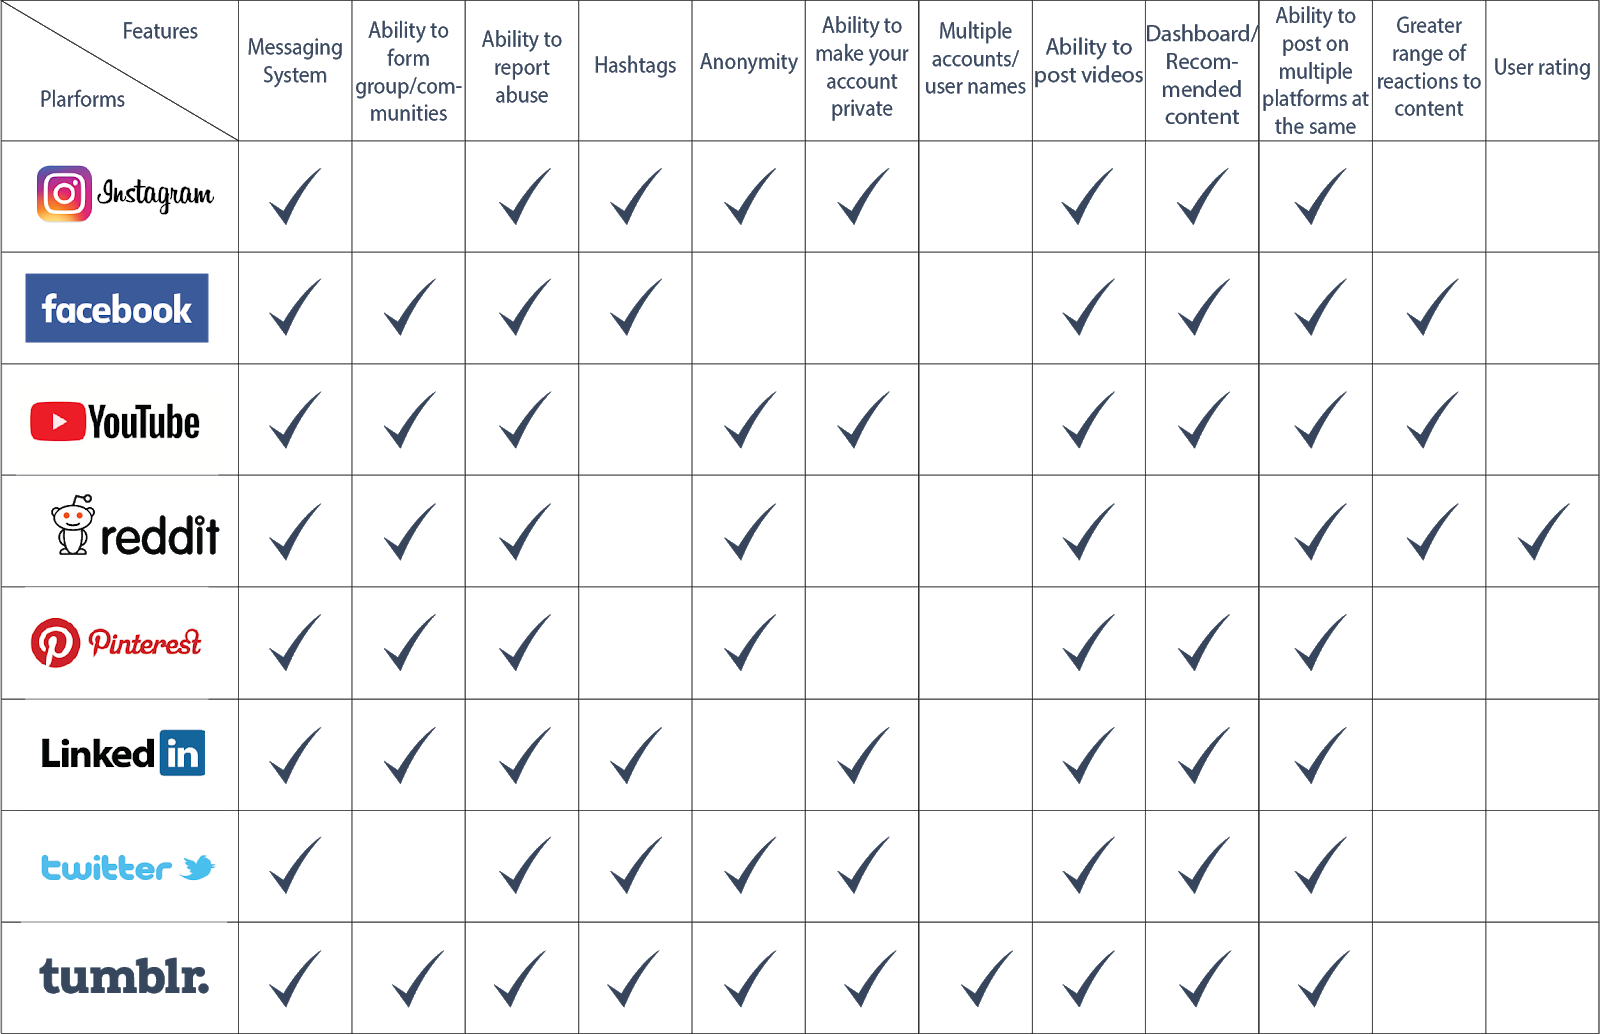 Features
Plarforms
Messaging
System
Ability to
form
group/com-
munities
Ability to
report
abuse
Hashtags
Anonymity
Ability to
make your
account
private
Multiple
accounts/
user names
Ability to
post videos
Dashboard/
Recom-
mended
content
Ability to
post on
multiple
platforms at
the same
Greater
range of
reactions to
content
User rating
Instagram
facebook
YouTube
reddit
Pinterest
Linked in
twitter
tumblr.